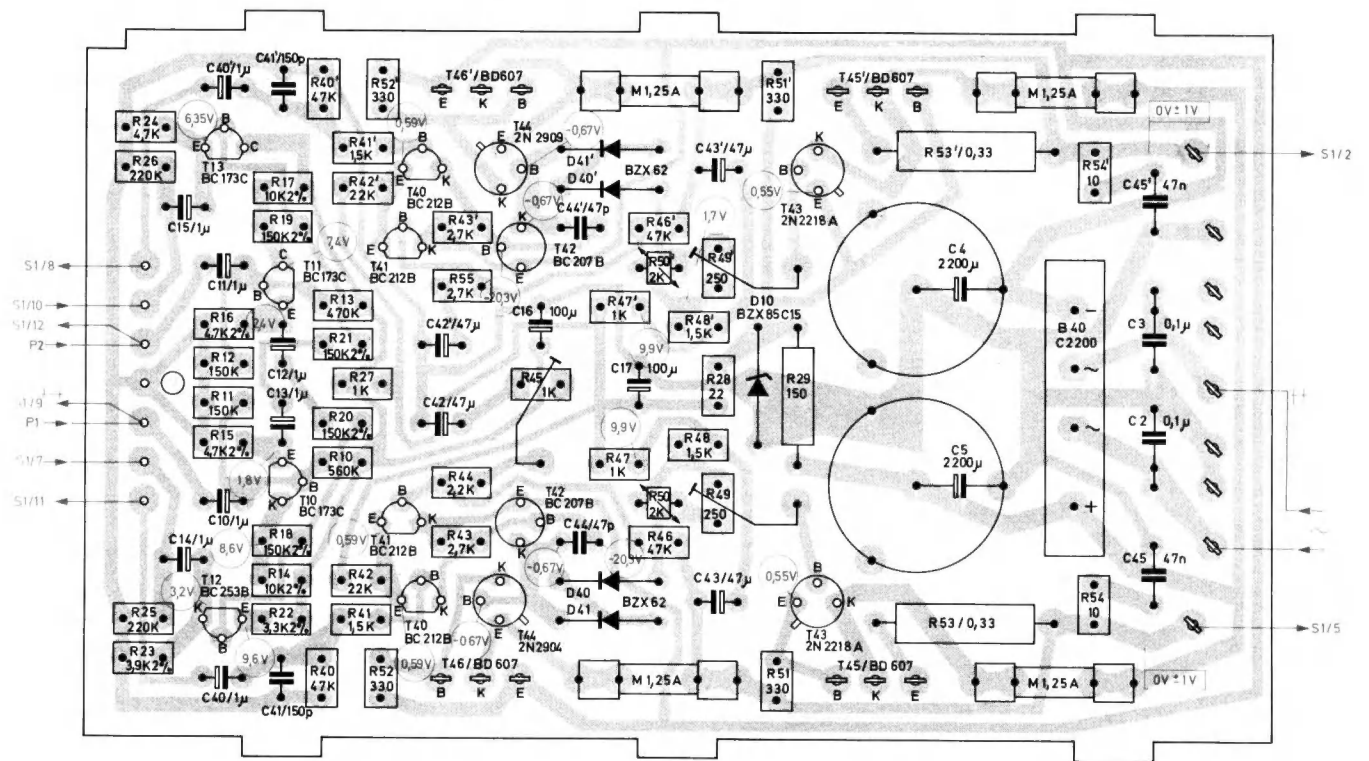 C40'/1µ
C41'/150p
R40'
47K
R52'
330
T46'/BD607
E K B
M1,25A
R51'
330
T45'/BD607
E K B
M1,25A
0V±1V
R24
4,7K
6,35V
B
E C
T13
BC173C
0,59V
R41'
1,5K
B
E K
T40
BC212B
T44
2N 2909
E
B
K
-0,67V
D41'
D40'
BZX62
C43'/47µ
K
B
E
0,55V
T43
2N2218A
R53'/0,33
R54'
10
C45'
47n
S1/2
R26
220K
R17
10K2%
R42'
22K
-0,67V
C44'/47p
C15/1µ
R19
150K2%
7,4V
B
E K
T41
BC212B
R43'
2,7K
K
B
E
T42
BC207B
R46'
47K
1,7V
R50'
2K
R49'
250
C4
2200µ
S1/8
S1/10
S1/12
P2
C11/1µ
C
B
E
T11
BC173C
R55
2,7K
-20,3V
R13
470K
C16
100µ
R47'
1K
R48'
1,5K
D10
BZX85C15
R16
4,7K2%
2,4V
R21
150K2%
C42'/47µ
9,9V
B40
C2200
-
~
~
+
C3
0,1µ
R12
150K
C12/1µ
R27
1K
R45
1K
C17
100µ
R28
22
R29
150
R11
150K
C13/1µ
C42/47µ
S1/9
P1
S1/7
S1/11
R15
4,7K2%
R20
150K2%
9,9V
R48
1,5K
C2
0,1µ
R10
560K
R47
1K
C5
2200µ
1,8V
E
B
K
T10
BC173C
R44
2,2K
R50
2K
R49
250
C10/1µ
B
E K
T41
BC212B
T42
BC207B
K
B
E
C44/47p
R46
47K
R18
150K2%
0,59V
R43
2,7K
-20,3V
C14/1µ
8,6V
-0,67V
3,2V
T12
BC253B
K E
B
R14
10K2%
R42
22K
B
E K
T40
BC212B
K
B
E
T44
2N2904
D40
D41
BZX62
C43/47µ
0,55V
B
E K
T43
2N2218A
C45
47n
R54
10
R25
220K
R22
3,3K2%
R41
1,5K
R53/0,33
S1/5
R23
3,9K2%
9,6V
-0,67V
0,59V
C40/1µ
C41/150p
R40
47K
R52
330
T46/BD607
B K E
M1,25A
R51
330
T45/BD607
B K E
M1,25A
0V±1V